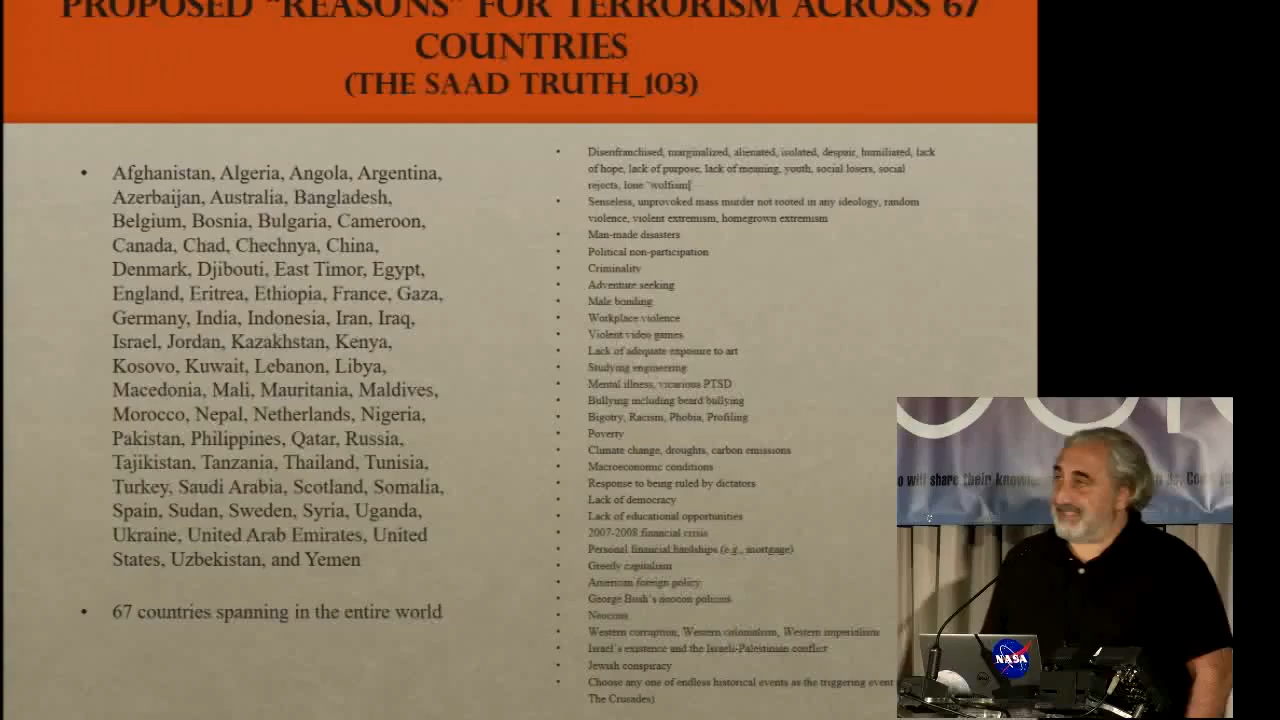 PROPOSED “REASONS” FOR TERRORISM ACROSS 67
COUNTRIES
(THE SAAD TRUTH_103)
• Afghanistan, Algeria, Angola, Argentina,
Azerbaijan, Australia, Bangladesh,
Belgium, Bosnia, Bulgaria, Cameroon,
Canada, Chad, Chechnya, China,
Denmark, Djibouti, East Timor, Egypt,
England, Eritrea, Ethiopia, France, Gaza,
Germany, India, Indonesia, Iran, Iraq,
Israel, Jordan, Kazakhstan, Kenya,
Kosovo, Kuwait, Lebanon, Libya,
Macedonia, Mali, Mauritania, Maldives,
Morocco, Nepal, Netherlands, Nigeria,
Pakistan, Philippines, Qatar, Russia,
Tajikistan, Tanzania, Thailand, Tunisia,
Turkey, Saudi Arabia, Scotland, Somalia,
Spain, Sudan, Sweden, Syria, Uganda,
Ukraine, United Arab Emirates, United
States, Uzbekistan, and Yemen
• 67 countries spanning in the entire world
• Disenfranchised, marginalized, alienated, isolated, despair, humiliated, lack
of hope, lack of purpose, lack of meaning, youth, social losers, social
rejects, lone “wolfism]
• Senseless, unprovoked mass murder not rooted in any ideology, random
violence, violent extremism, homegrown extremism
• Man-made disasters
• Political non-participation
• Criminality
• Adventure seeking
• Male bonding
• Workplace violence
• Violent video games
• Lack of adequate exposure to art
• Studying engineering
• Mental illness, vicarious PTSD
• Bullying including beard bullying
• Bigotry, Racism, Phobia, Profiling
• Poverty
• Climate change, droughts, carbon emissions
• Macroeconomic conditions
• Response to being ruled by dictators
• Lack of democracy
• Lack of educational opportunities
• 2007-2008 financial crisis
• Personal financial hardships (e.g., mortgage)
• Greedy capitalism
• American foreign policy
• George Bush’s neocon policies
• Neocons
• Western corruption, Western colonialism, Western imperialism
• Israel’s existence and the Israeli-Palestinian conflict
• Jewish conspiracy
• Choose any one of endless historical events as the triggering event
The Crusades)
o will share their knowle
NASA
DELL